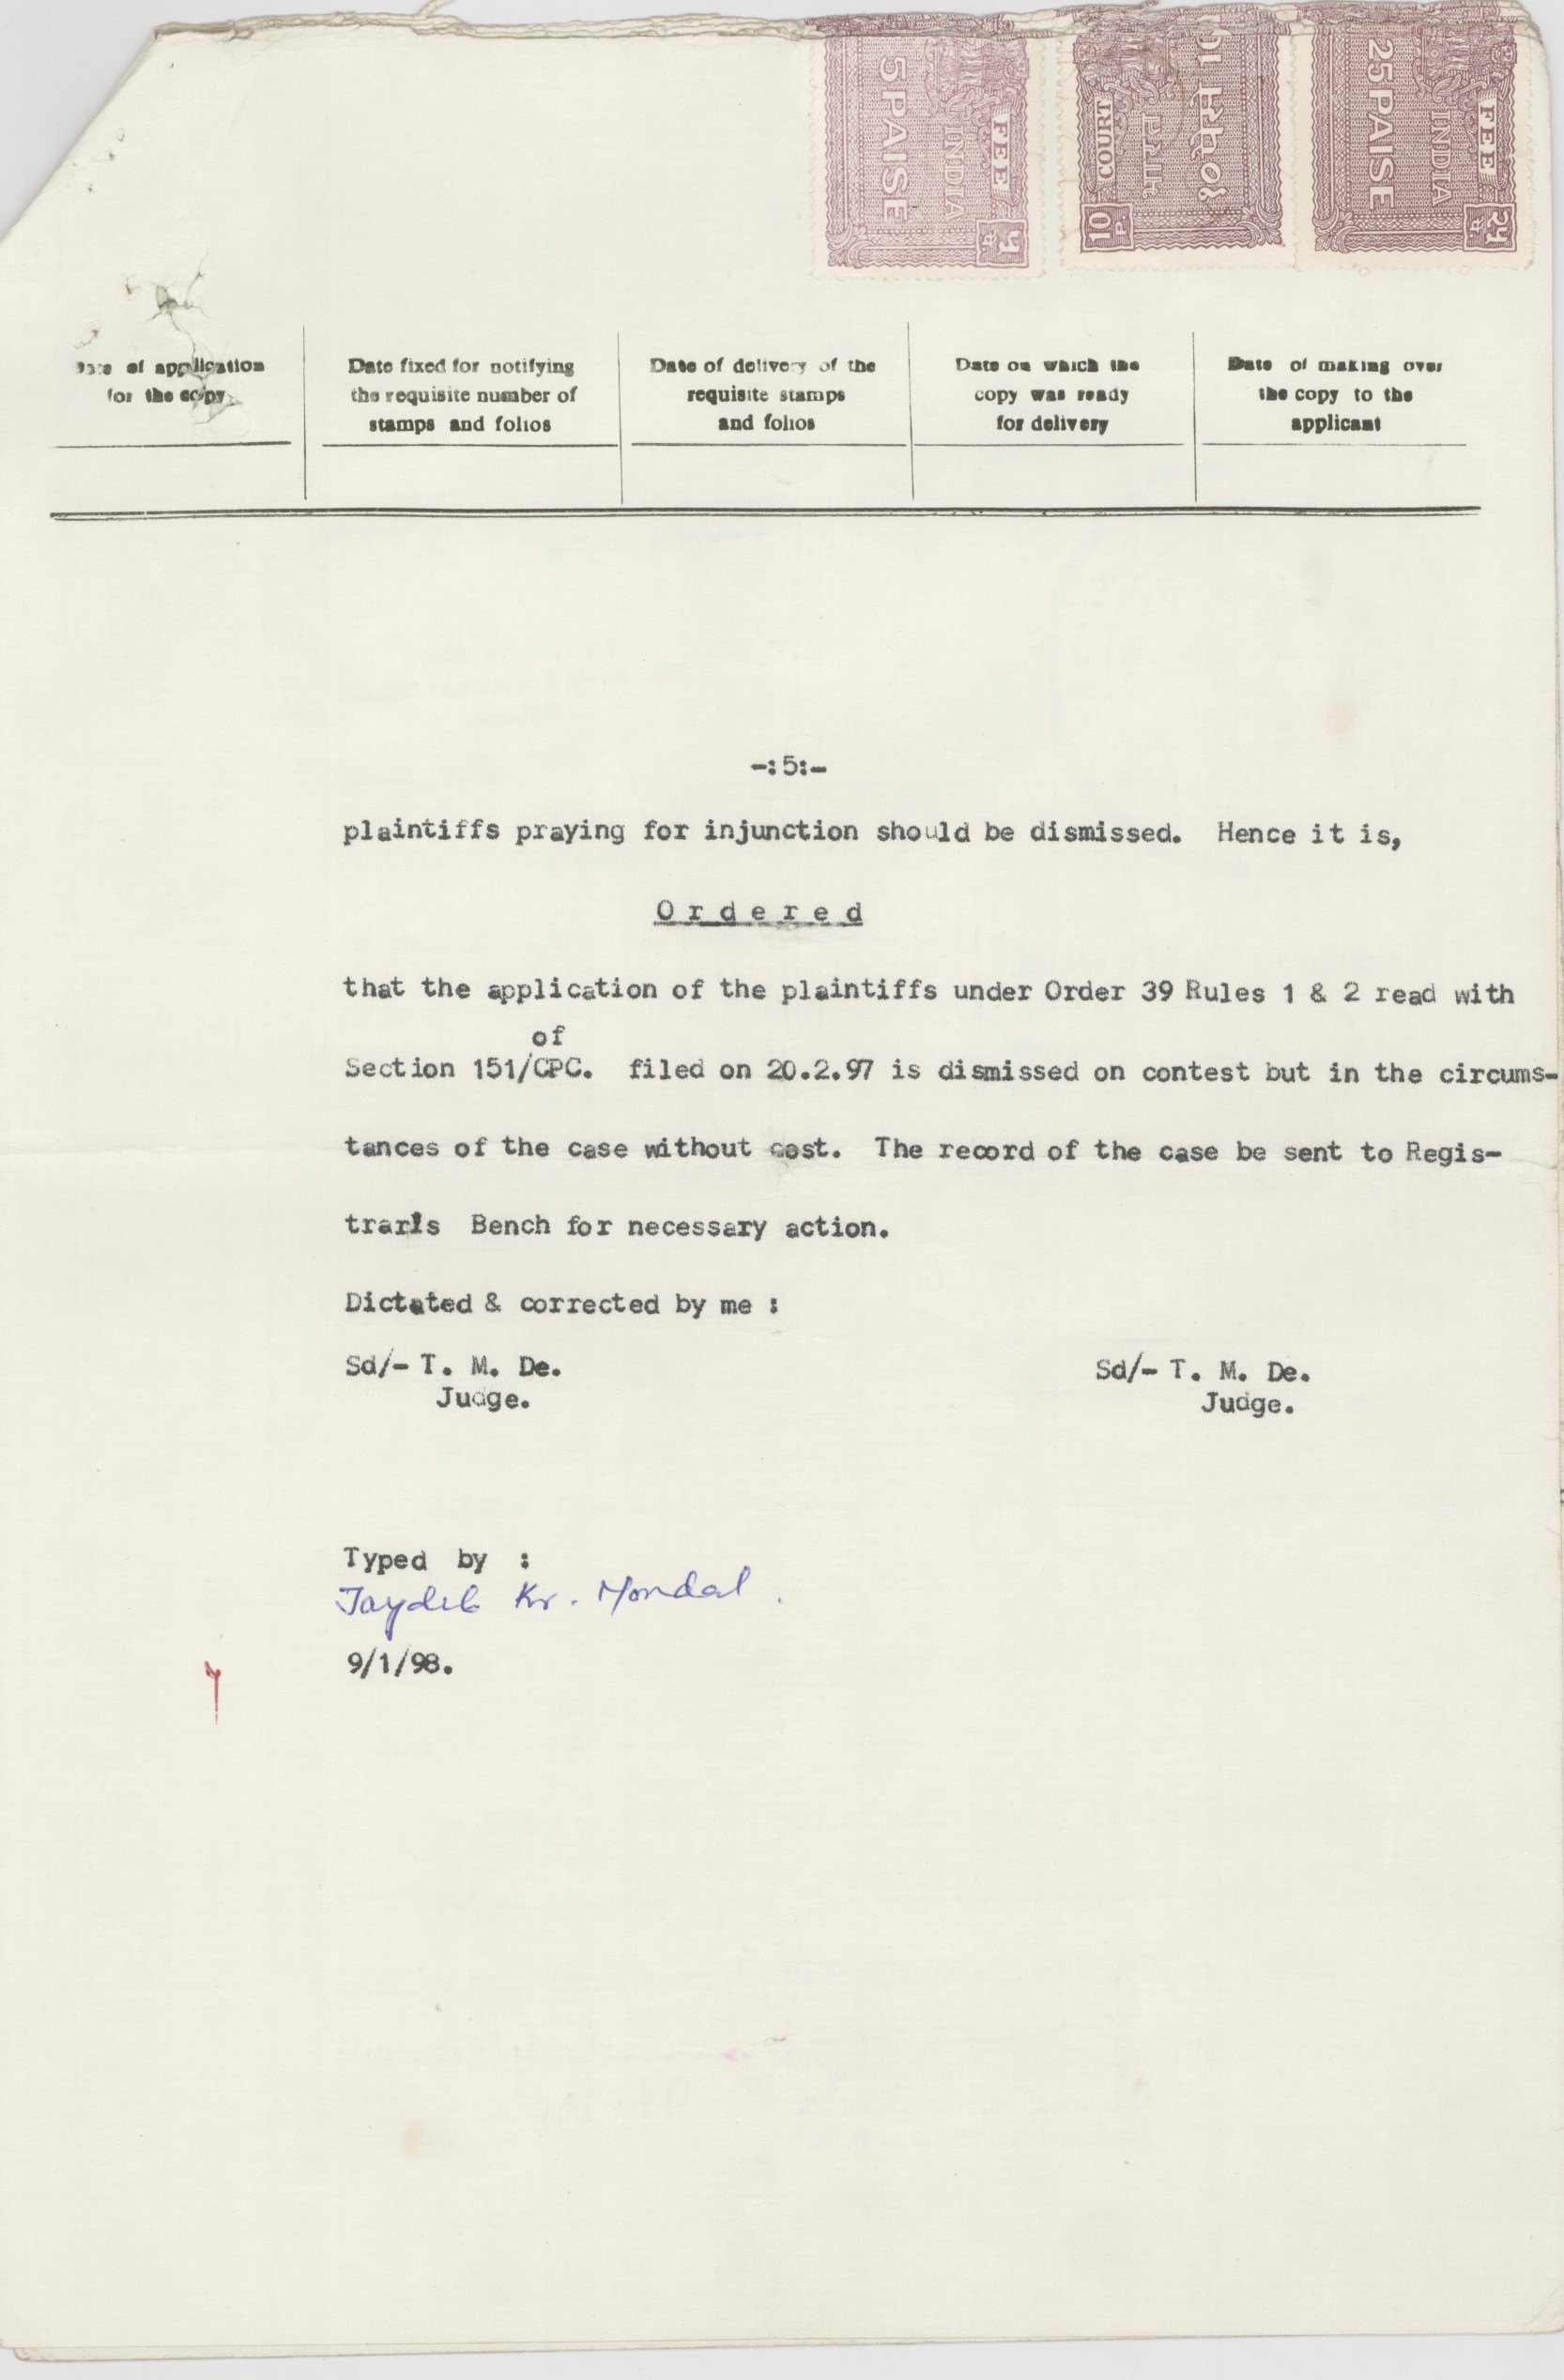 5 PAISE INDIA FEE
COURT 10 P. भारत १० पैसे 10
25 PAISE INDIA FEE
Date of application
for the copy
Date fixed for notifying
the requisite number of
stamps and folios
Date of delivery of the
requisite stamps
and folios
Date on which the
copy was ready
for delivery
Date of making over
the copy to the
applicant
-:5:-
plaintiffs praying for injunction should be dismissed. Hence it is,
O r d e r e d
that the application of the plaintiffs under Order 39 Rules 1 & 2 read with
of
Section 151/CPC. filed on 20.2.97 is dismissed on contest but in the circums-
tances of the case without cost. The record of the case be sent to Regis-
trar's Bench for necessary action.
Dictated & corrected by me :
Sd/- T. M. De.
Judge.
Sd/- T. M. De.
Judge.
Typed by :
Jaydeb Kr. Mondal.
9/1/98.